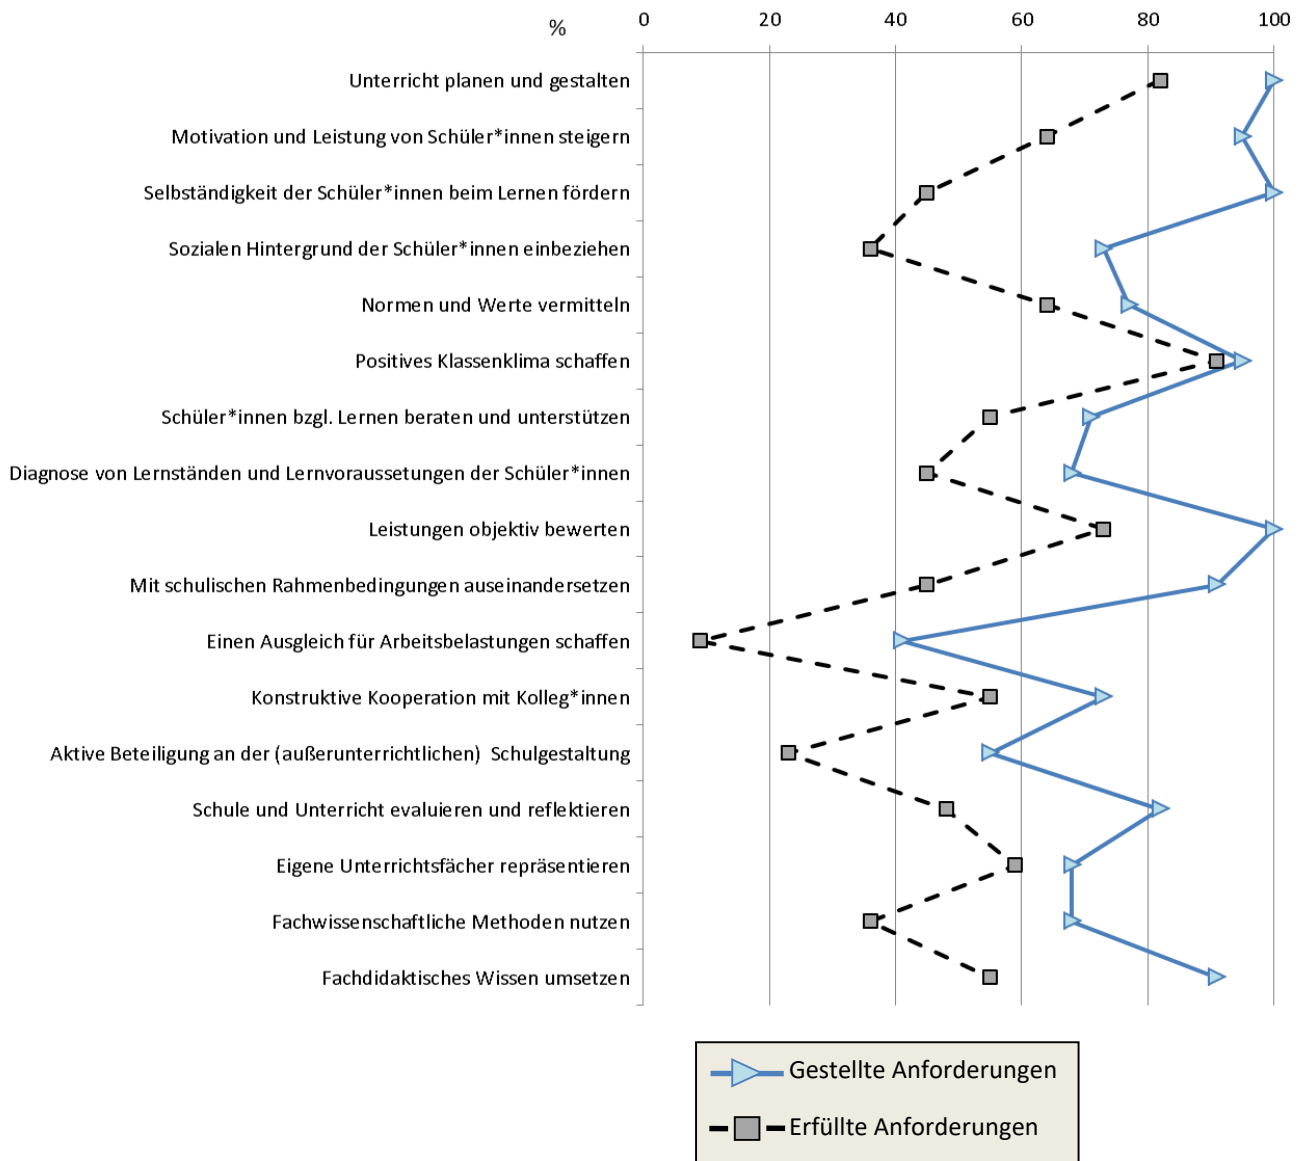 % 0 20 40 60 80 100
Unterricht planen und gestalten
Motivation und Leistung von Schüler*innen steigern
Selbständigkeit der Schüler*innen beim Lernen fördern
Sozialen Hintergrund der Schüler*innen einbeziehen
Normen und Werte vermitteln
Positives Klassenklima schaffen
Schüler*innen bzgl. Lernen beraten und unterstützen
Diagnose von Lernständen und Lernvoraussetungen der Schüler*innen
Leistungen objektiv bewerten
Mit schulischen Rahmenbedingungen auseinandersetzen
Einen Ausgleich für Arbeitsbelastungen schaffen
Konstruktive Kooperation mit Kolleg*innen
Aktive Beteiligung an der (außerunterrichtlichen) Schulgestaltung
Schule und Unterricht evaluieren und reflektieren
Eigene Unterrichtsfächer repräsentieren
Fachwissenschaftliche Methoden nutzen
Fachdidaktisches Wissen umsetzen
Gestellte Anforderungen
Erfüllte Anforderungen